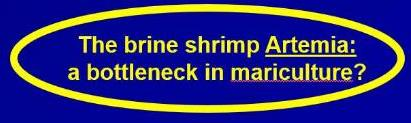 The brine shrimp Artemia:
a bottleneck in mariculture?